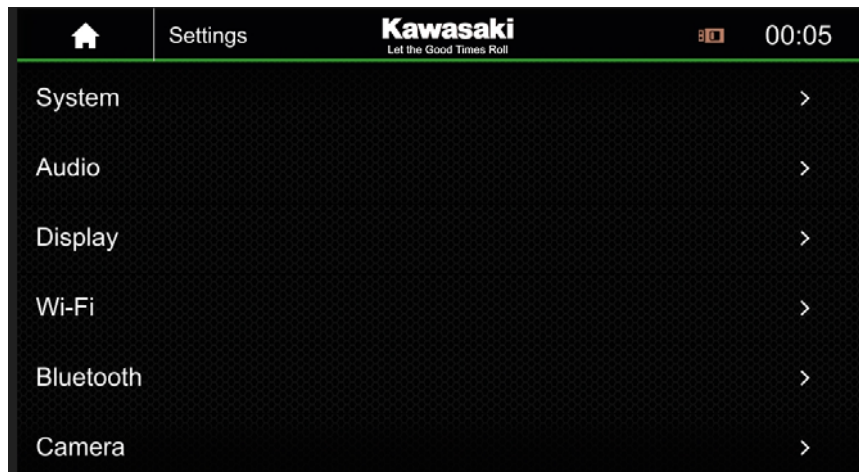 Settings
Kawasaki
Let the Good Times Roll
00:05
System
Audio
Display
Wi-Fi
Bluetooth
Camera